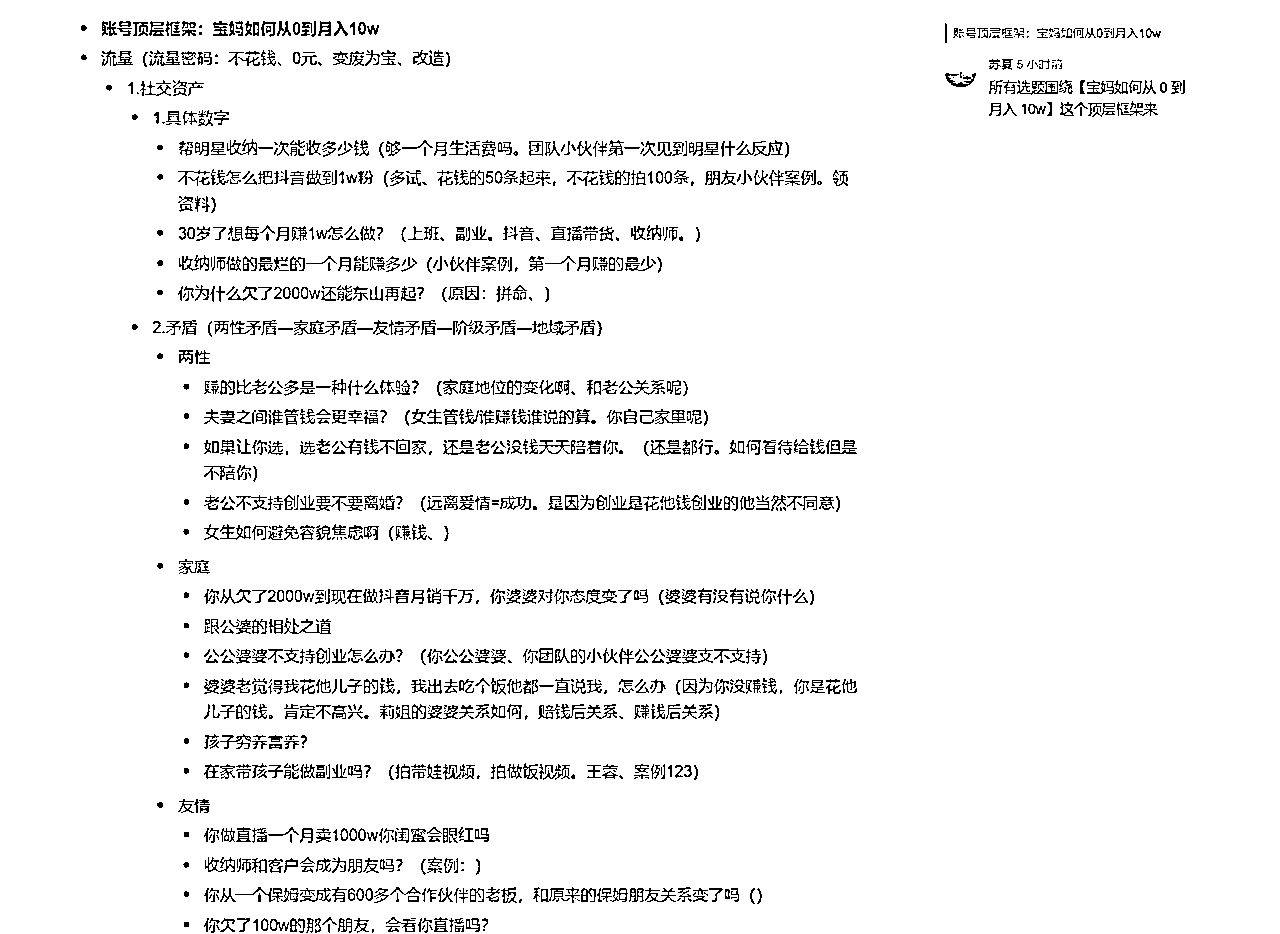 账号顶层框架：宝妈如何从0到月入10w
流量（流量密码：不花钱、0元、变废为宝、改造）
1.社交资产
1.具体数字
帮明星收纳一次能收多少钱（够一个月生活费吗。团队小伙伴第一次见到明星什么反应）
不花钱怎么把抖音做到1w粉（多试、花钱的50条起来，不花钱的拍100条，朋友小伙伴案例。领
资料）
30岁了想每个月赚1w怎么做？（上班、副业。抖音、直播带货、收纳师。）
收纳师做的最烂的一个月能赚多少（小伙伴案例，第一个月赚的最少）
你为什么欠了2000w还能东山再起？（原因：拼命、）
2.矛盾（两性矛盾—家庭矛盾—友情矛盾—阶级矛盾—地域矛盾）
两性
赚的比老公多是一种什么体验？（家庭地位的变化啊、和老公关系呢）
夫妻之间谁管钱会更幸福？（女生管钱/谁赚钱谁说的算。你自己家里呢）
如果让你选，选老公有钱不回家，还是老公没钱天天陪着你。（还是都行。如何看待给钱但是
不陪你）
老公不支持创业要不要离婚？（远离爱情=成功。是因为创业是花他钱创业的他当然不同意）
女生如何避免容貌焦虑啊（赚钱、）
家庭
你从欠了2000w到现在做抖音月销千万，你婆婆对你态度变了吗（婆婆有没有说你什么）
跟公婆的相处之道
公公婆婆不支持创业怎么办？（你公公婆婆、你团队的小伙伴公公婆婆支不支持）
婆婆老觉得我花他儿子的钱，我出去吃个饭他都一直说我，怎么办（因为你没赚钱，你是花他
儿子的钱。肯定不高兴。莉姐的婆婆关系如何，赔钱后关系、赚钱后关系）
孩子穷养富养？
在家带孩子能做副业吗？（拍带娃视频，拍做饭视频。王蓉、案例123）
友情
你做直播一个月卖1000w你闺蜜会眼红吗
收纳师和客户会成为朋友吗？（案例：）
你从一个保姆变成有600多个合作伙伴的老板，和原来的保姆朋友关系变了吗（）
你欠了100w的那个朋友，会看你直播吗？
账号顶层框架：宝妈如何从0到月入10w
苏夏 5 小时前
所有选题围绕【宝妈如何从 0 到
月入 10w】这个顶层框架来